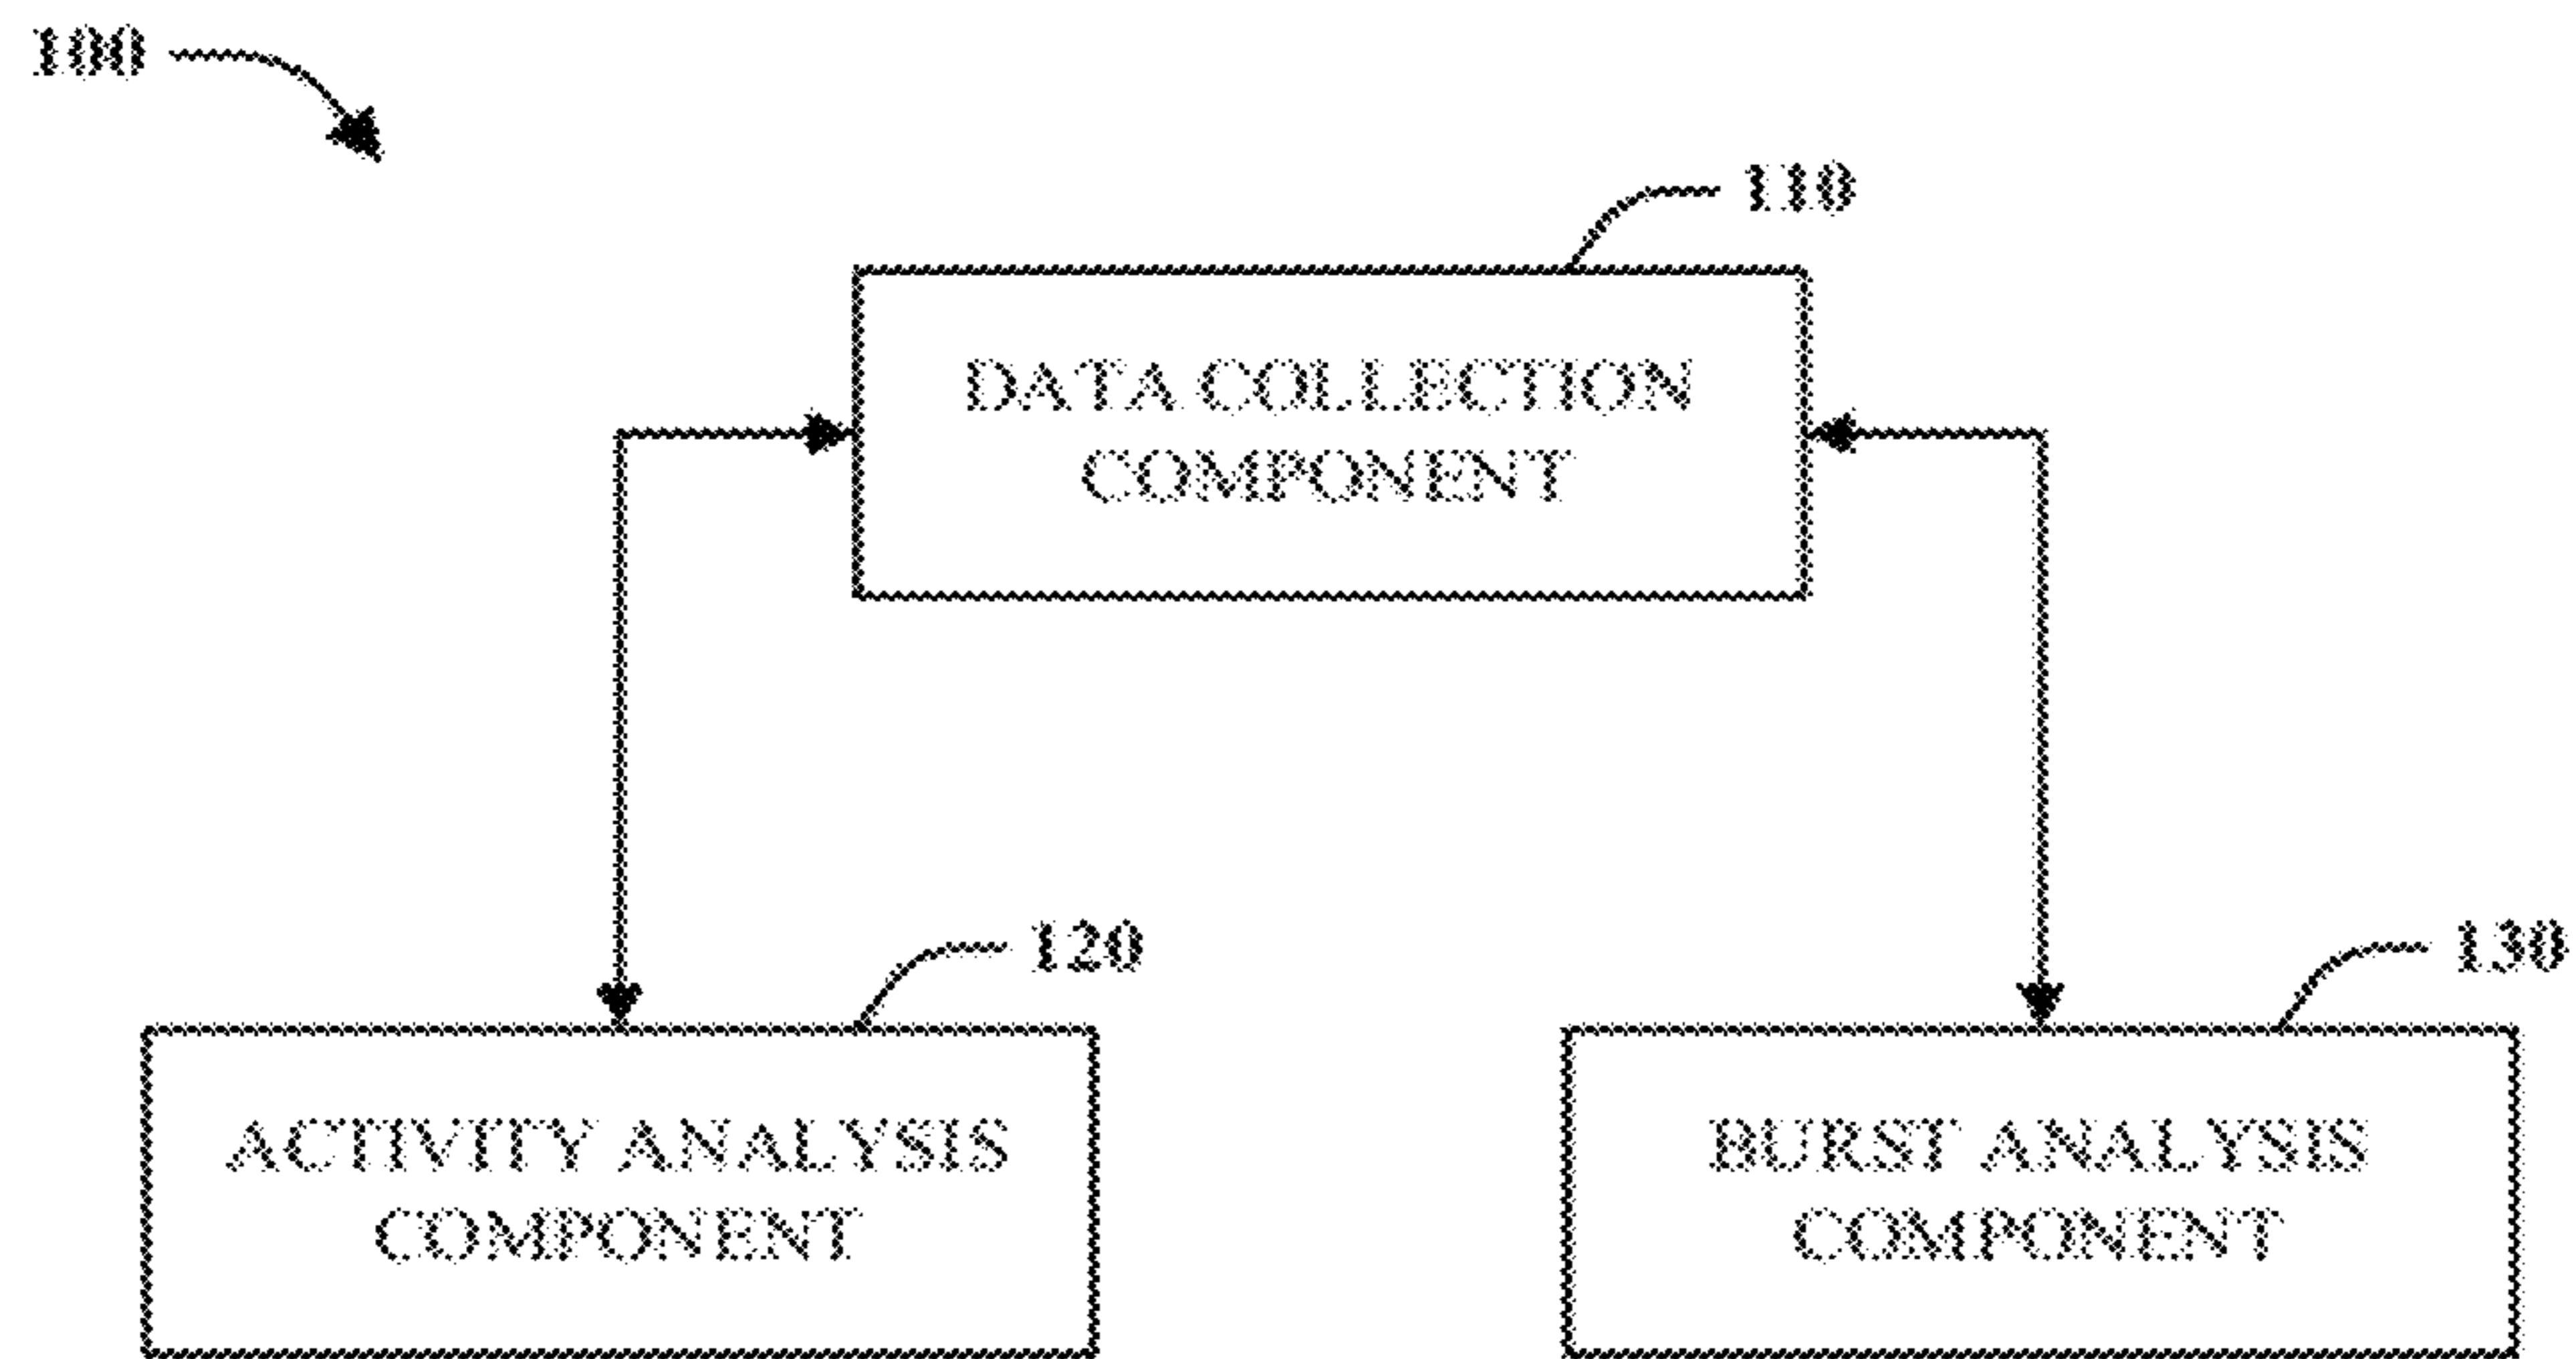 100
110
DATA COLLECTION
COMPONENT
120
130
ACTIVITY ANALYSIS
COMPONENT
BURST ANALYSIS
COMPONENT